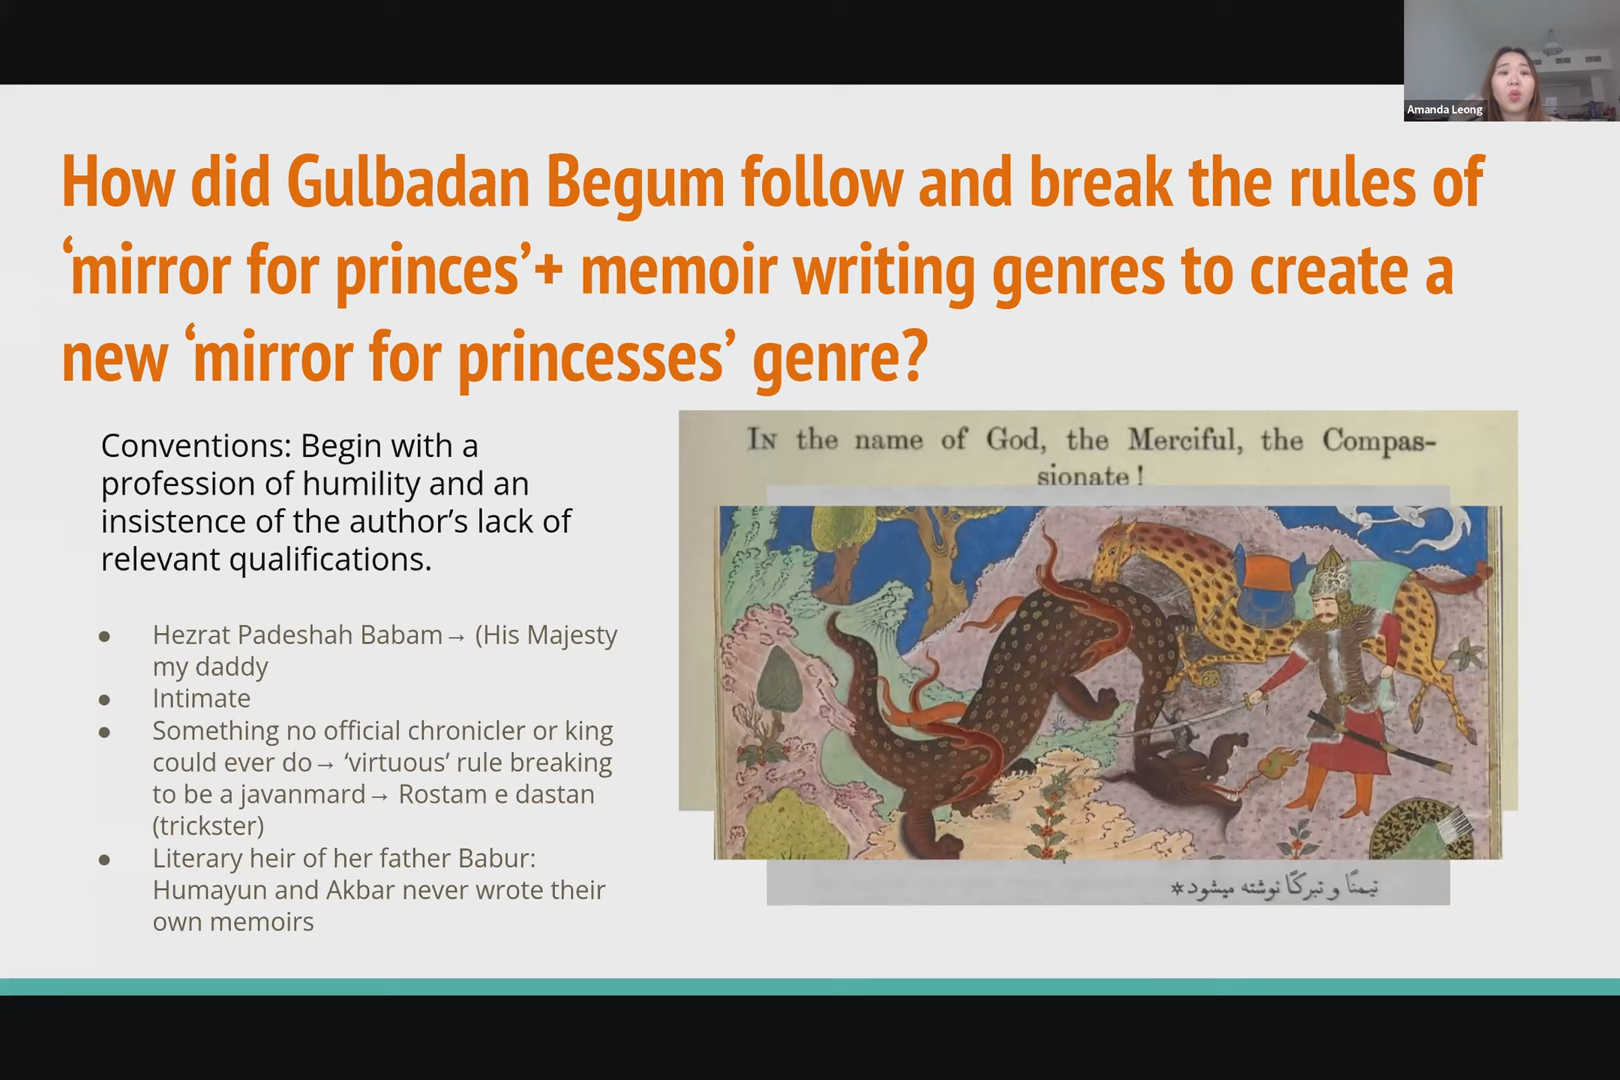 Amanda Leong
How did Gulbadan Begum follow and break the rules of
‘mirror for princes’+ memoir writing genres to create a
new ‘mirror for princesses’ genre?
Conventions: Begin with a
profession of humility and an
insistence of the author’s lack of
relevant qualifications.
● Hezrat Padeshah Babam→ (His Majesty
my daddy
● Intimate
● Something no official chronicler or king
could ever do→ ‘virtuous’ rule breaking
to be a javanmard→ Rostam e dastan
(trickster)
● Literary heir of her father Babur:
Humayun and Akbar never wrote their
own memoirs
In the name of God, the Merciful, the Compas-
sionate !
تیمنًا و تبرکًا نوشته میشود*